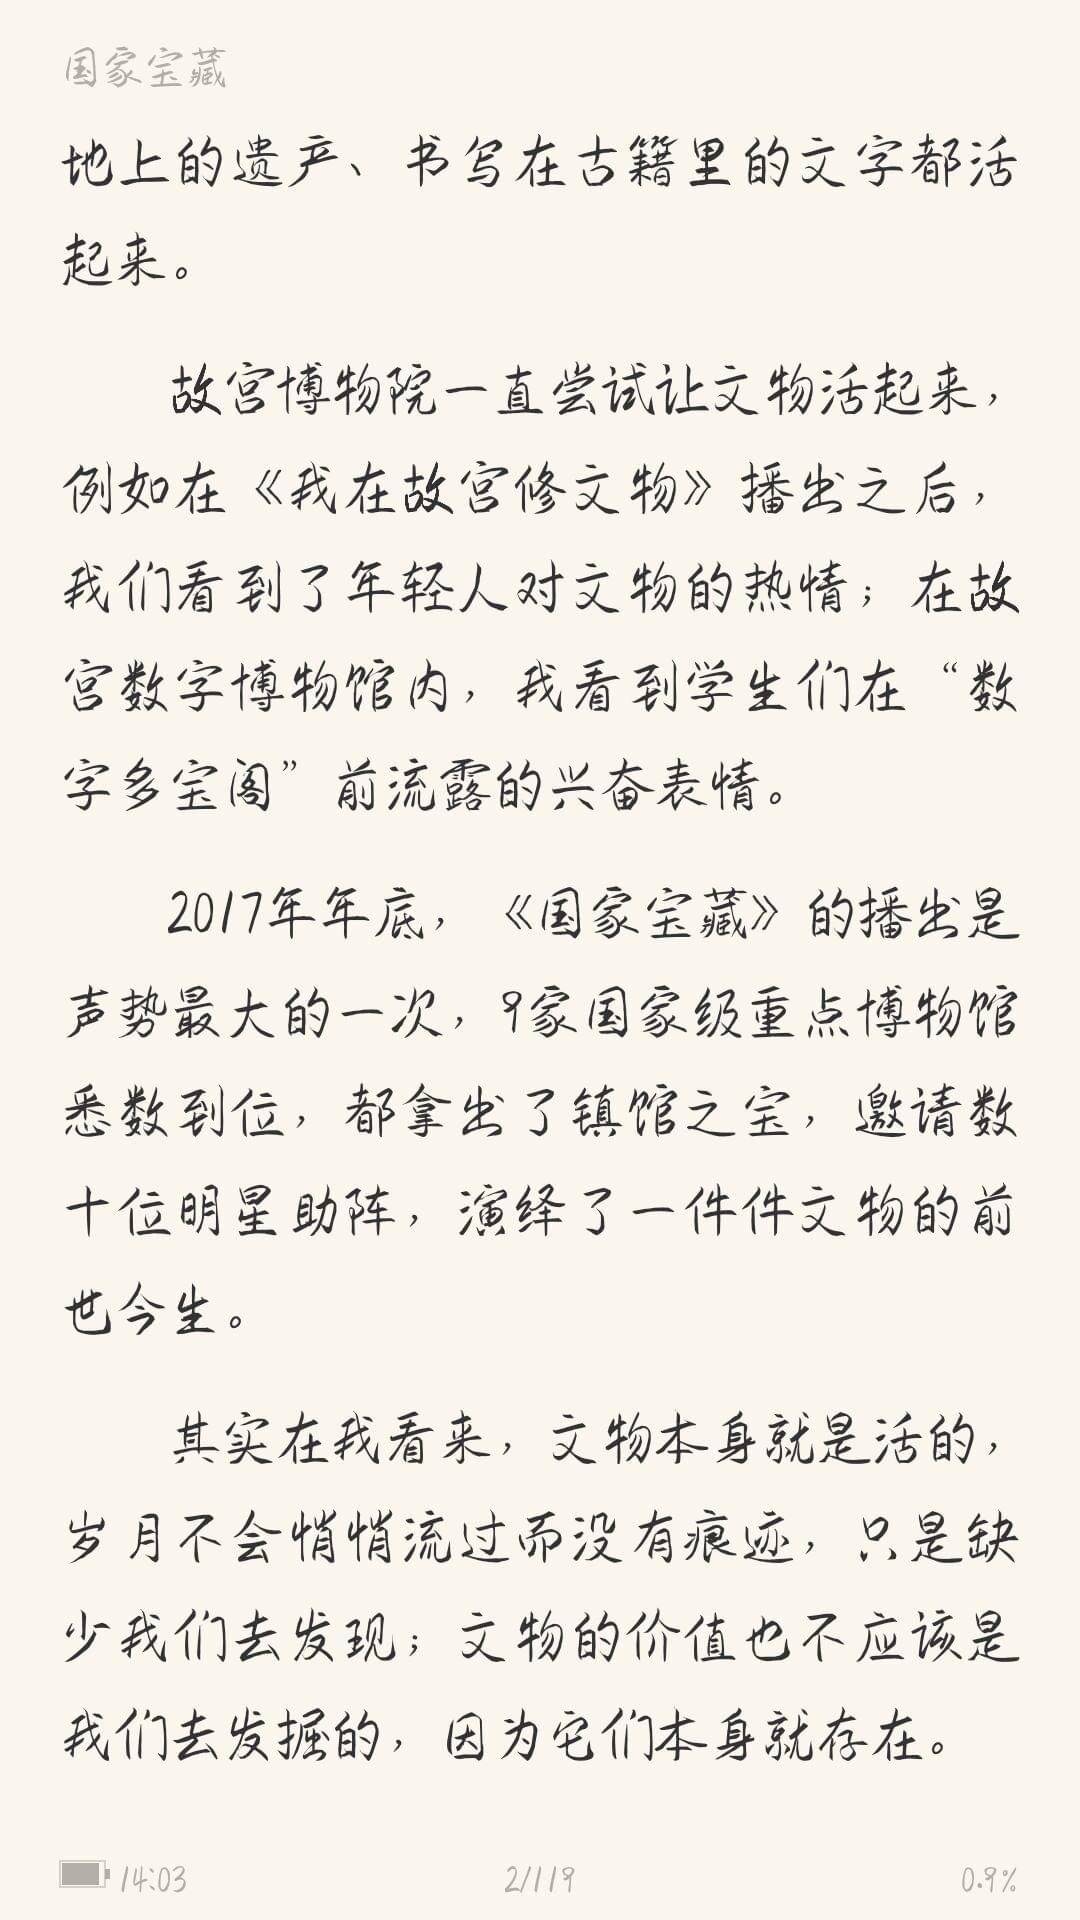 国家宝藏
地上的遗产、书写在古籍里的文字都活
起来。
故宫博物院一直尝试让文物活起来，
例如在《我在故宫修文物》播出之后，
我们看到了年轻人对文物的热情；在故
宫数字博物馆内，我看到学生们在“数
字多宝阁”前流露的兴奋表情。
2017年年底，《国家宝藏》的播出是
声势最大的一次，9家国家级重点博物馆
悉数到位，都拿出了镇馆之宝，邀请数
十位明星助阵，演绎了一件件文物的前
世今生。
其实在我看来，文物本身就是活的，
岁月不会悄悄流过而没有痕迹，只是缺
少我们去发现；文物的价值也不应该是
我们去发掘的，因为它们本身就存在。
14:03 2/119 0.9%